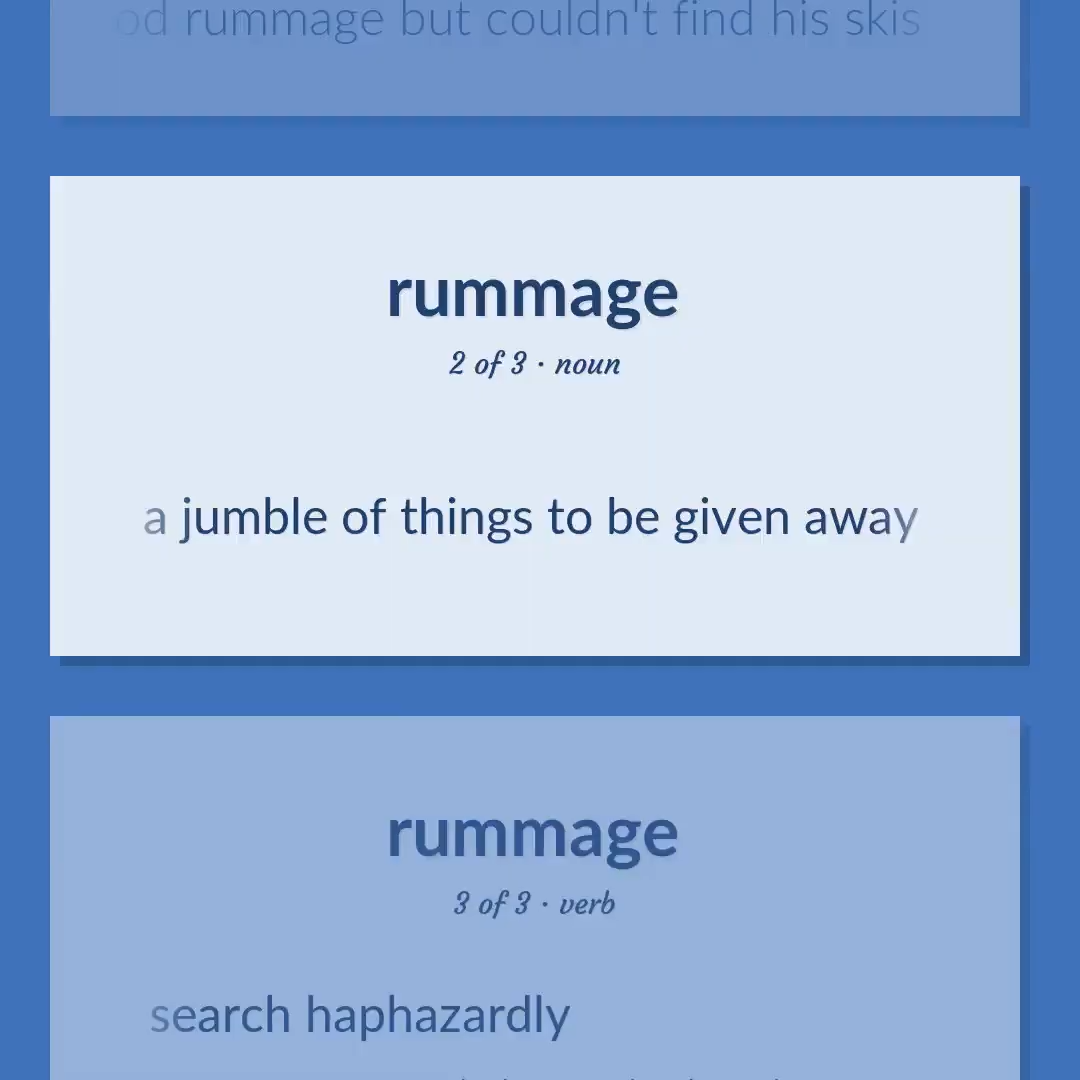 od rummage but couldn't find his skis
rummage
2 of 3 · noun
a jumble of things to be given away
rummage
3 of 3 · verb
search haphazardly